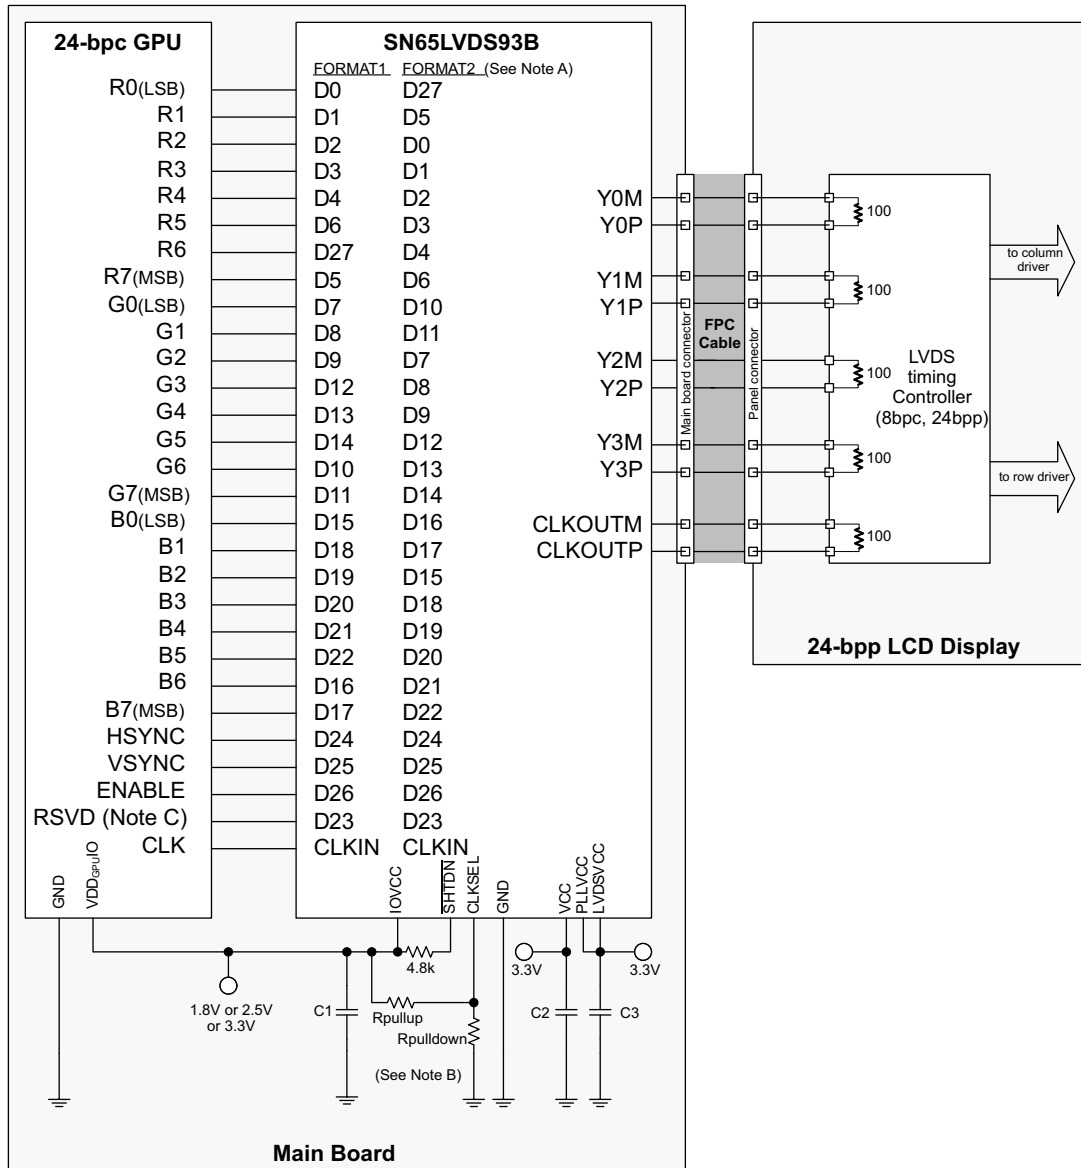 24-bpc GPU
SN65LVDS93B
FORMAT1 FORMAT2 (See Note A)
R0(LSB) D0 D27
R1 D1 D5
R2 D2 D0
R3 D3 D1
R4 D4 D2
R5 D6 D3
R6 D27 D4
R7(MSB) D5 D6
G0(LSB) D7 D10
G1 D8 D11
G2 D9 D7
G3 D12 D8
G4 D13 D9
G5 D14 D12
G6 D10 D13
G7(MSB) D11 D14
B0(LSB) D15 D16
B1 D18 D17
B2 D19 D15
B3 D20 D18
B4 D21 D19
B5 D22 D20
B6 D16 D21
B7(MSB) D17 D22
HSYNC D24 D24
VSYNC D25 D25
ENABLE D26 D26
RSVD (Note C) D23 D23
CLK CLKIN CLKIN
Y0M
Y0P
Y1M
Y1P
Y2M
Y2P
Y3M
Y3P
CLKOUTM
CLKOUTP
Main board connector
FPC
Cable
Panel connector
100
100
100
100
100
LVDS
timing
Controller
(8bpc, 24bpp)
to column
driver
to row driver
24-bpp LCD Display
GND
VDDGPUIO
IOVCC
SHTDN
CLKSEL
GND
VCC
PLLVCC
LVDSVCC
4.8k
3.3V
3.3V
1.8V or 2.5V
or 3.3V
C1
Rpullup
Rpulldown
C2
C3
(See Note B)
Main Board